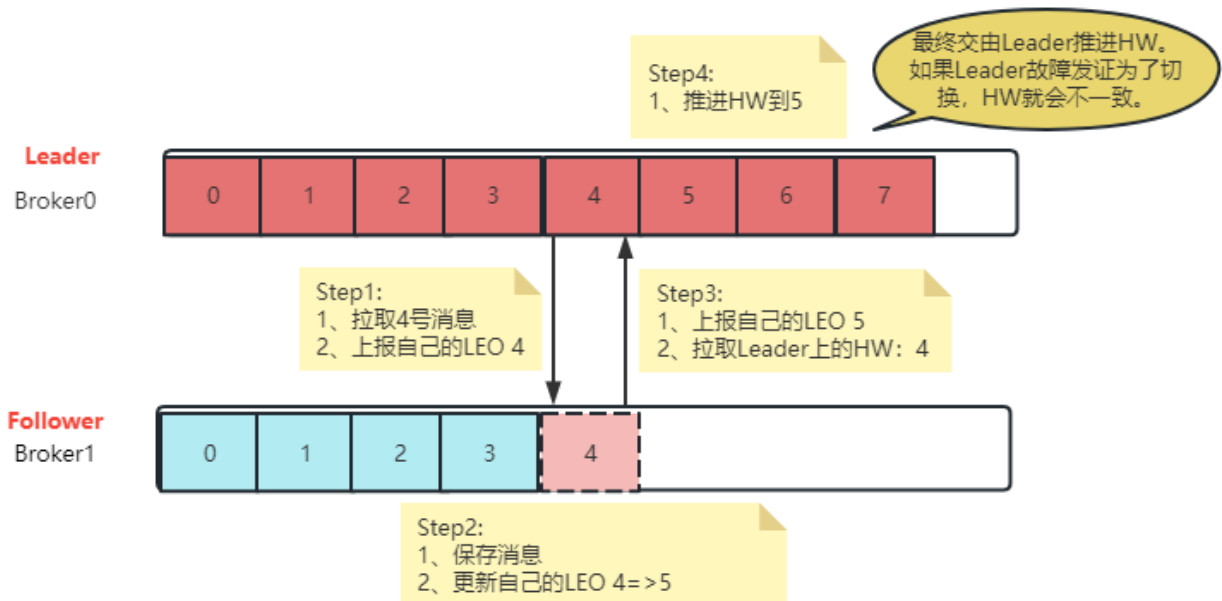 最终交由Leader推进HW。
如果Leader故障发证为了切
换，HW就会不一致。
Step4:
1、推进HW到5
Leader
Broker0
0 1 2 3 4 5 6 7
Step1:
1、拉取4号消息
2、上报自己的LEO 4
Step3:
1、上报自己的LEO 5
2、拉取Leader上的HW：4
Follower
Broker1
0 1 2 3 4
Step2:
1、保存消息
2、更新自己的LEO 4=>5